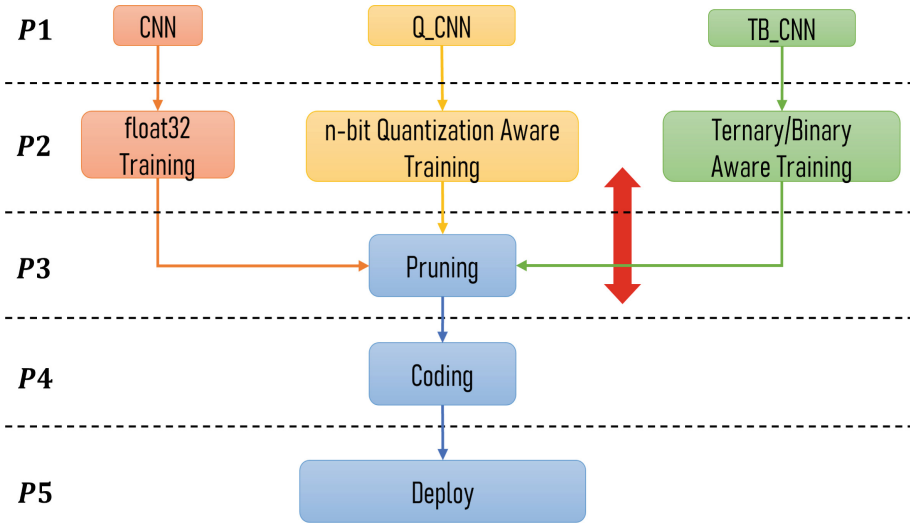 P1
CNN
Q_CNN
TB_CNN
P2
float32
Training
n-bit Quantization Aware
Training
Ternary/Binary
Aware Training
P3
Pruning
P4
Coding
P5
Deploy